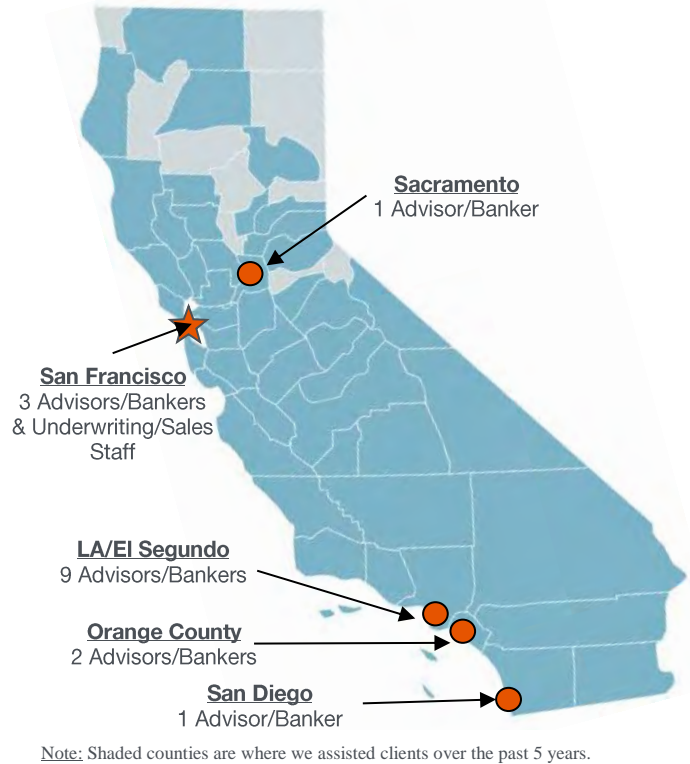 Sacramento
1 Advisor/Banker
San Francisco
3 Advisors/Bankers
& Underwriting/Sales
Staff
LA/El Segundo
9 Advisors/Bankers
Orange County
2 Advisors/Bankers
San Diego
1 Advisor/Banker
Note: Shaded counties are where we assisted clients over the past 5 years.